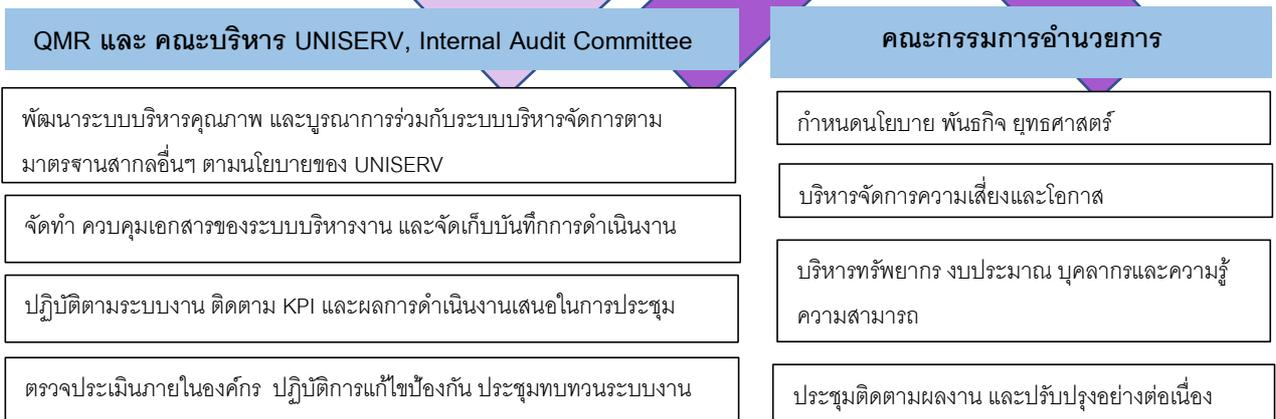 QMR และ คณะบริหาร UNISERV, Internal Audit Committee
พัฒนาระบบบริหารคุณภาพ และบูรณาการร่วมกับระบบบริหารจัดการตาม
มาตรฐานสากลอื่นๆ ตามนโยบายของ UNISERV
จัดทำ ควบคุมเอกสารของระบบบริหารงาน และจัดเก็บบันทึกการดำเนินงาน
ปฏิบัติตามระบบงาน ติดตาม KPI และผลการดำเนินงานเสนอในการประชุม
ตรวจประเมินภายในองค์กร ปฏิบัติการแก้ไขป้องกัน ประชุมทบทวนระบบงาน
คณะกรรมการอำนวยการ
กำหนดนโยบาย พันธกิจ ยุทธศาสตร์
บริหารจัดการความเสี่ยงและโอกาส
บริหารทรัพยากร งบประมาณ บุคลากรและความรู้
ความสามารถ
ประชุมติดตามผลงาน และปรับปรุงอย่างต่อเนื่อง